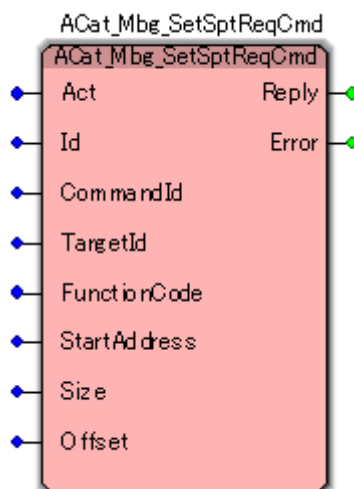 ACat_Mbg_SetSptReqCmd
ACat_Mbg_SetSptReqCmd
Act Reply
Id Error
CommandId
TargetId
FunctionCode
StartAddress
Size
Offset